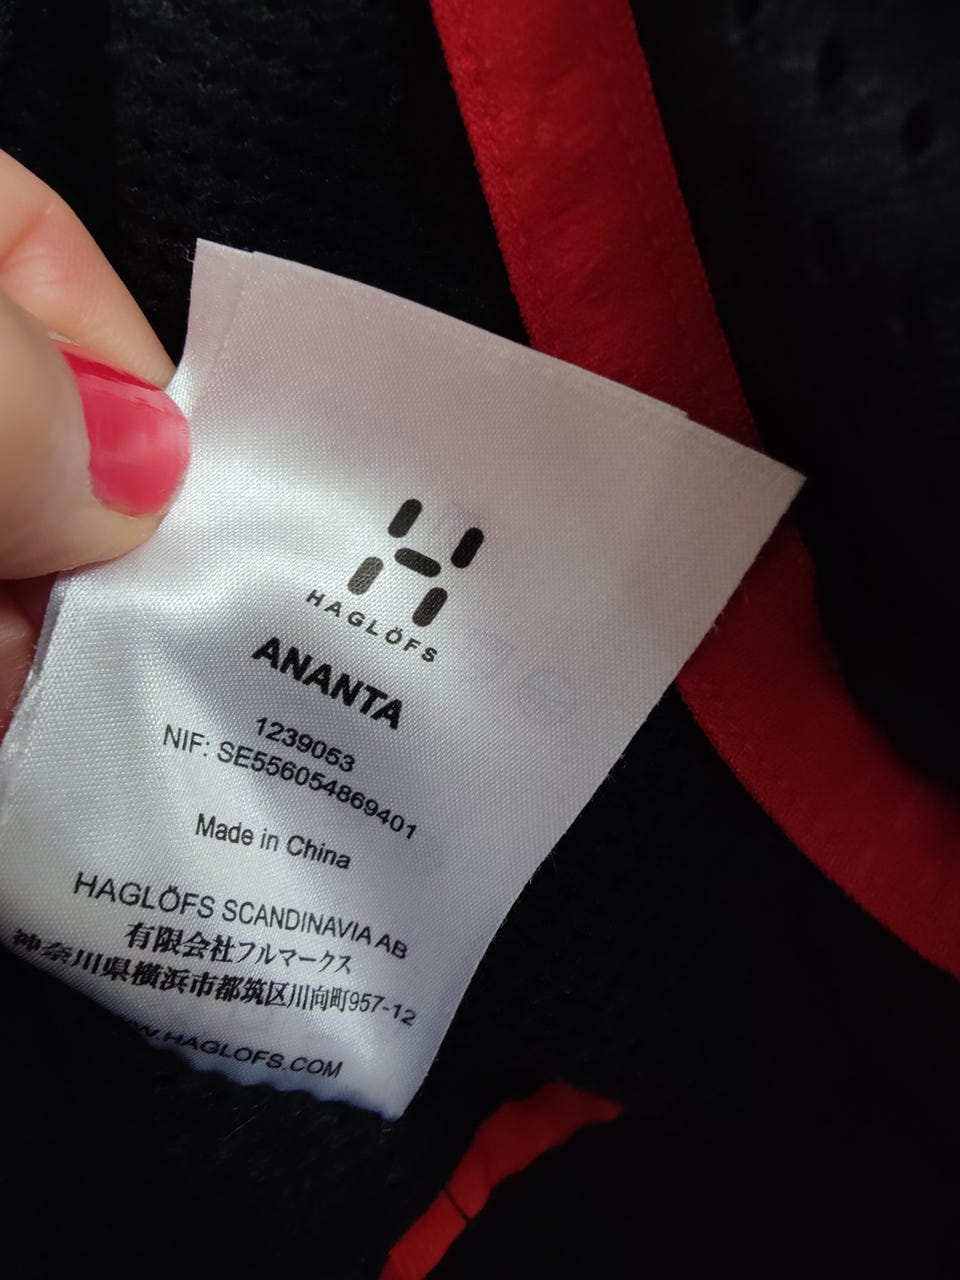 HAGLÖFS
ANANTA
1239053
NIF: SE556054869401
Made in China
HAGLÖFS SCANDINAVIA AB
有限会社フルマークス
神奈川県横浜市都筑区川向町957-12
WWW.HAGLOFS.COM